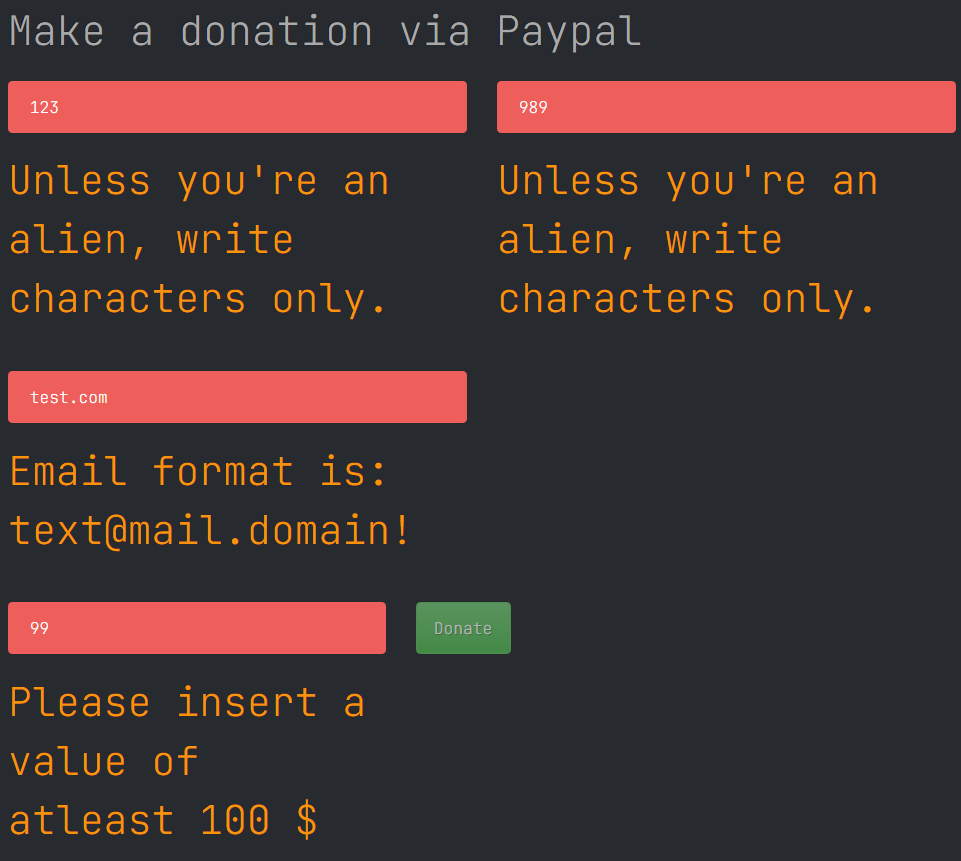 Make a donation via Paypal
123
989
Unless you're an
alien, write
characters only.
Unless you're an
alien, write
characters only.
test.com
Email format is:
text@mail.domain!
99
Donate
Please insert a
value of
atleast 100 $